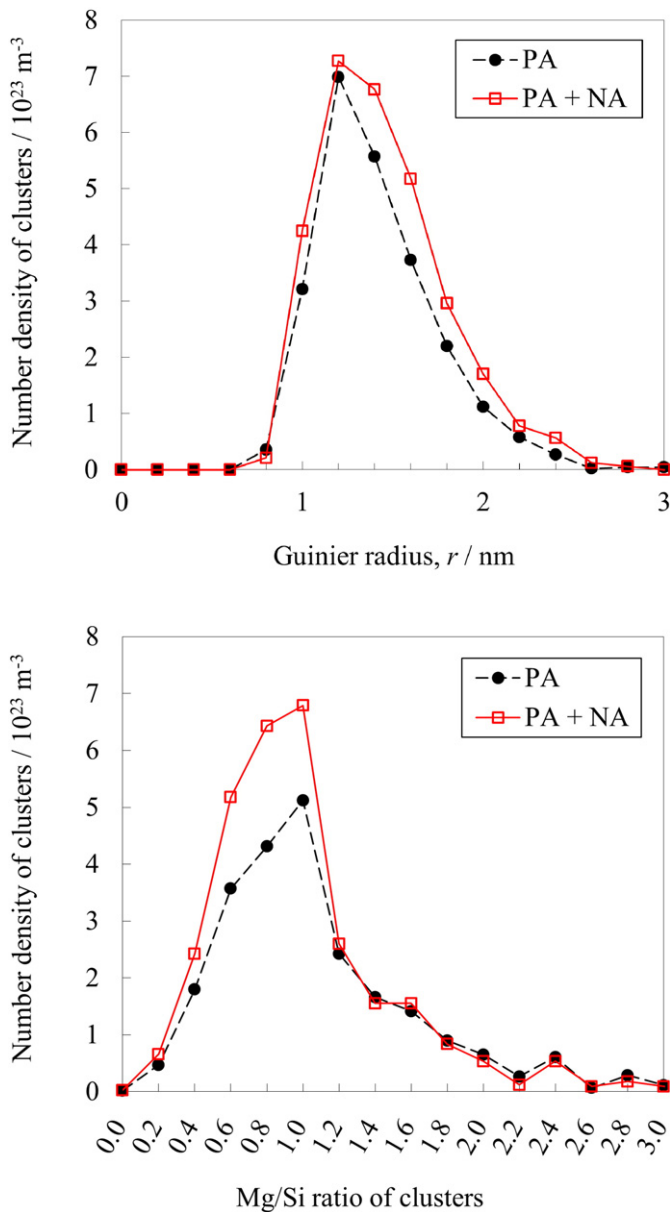 8
7
6
5
4
3
2
1
0
Number density of clusters / 10²³ m⁻³
PA
PA + NA
0
1
2
3
Guinier radius, r / nm
8
7
6
5
4
3
2
1
0
Number density of clusters / 10²³ m⁻³
PA
PA + NA
0.0 0.2 0.4 0.6 0.8 1.0 1.2 1.4 1.6 1.8 2.0 2.2 2.4 2.6 2.8 3.0
Mg/Si ratio of clusters